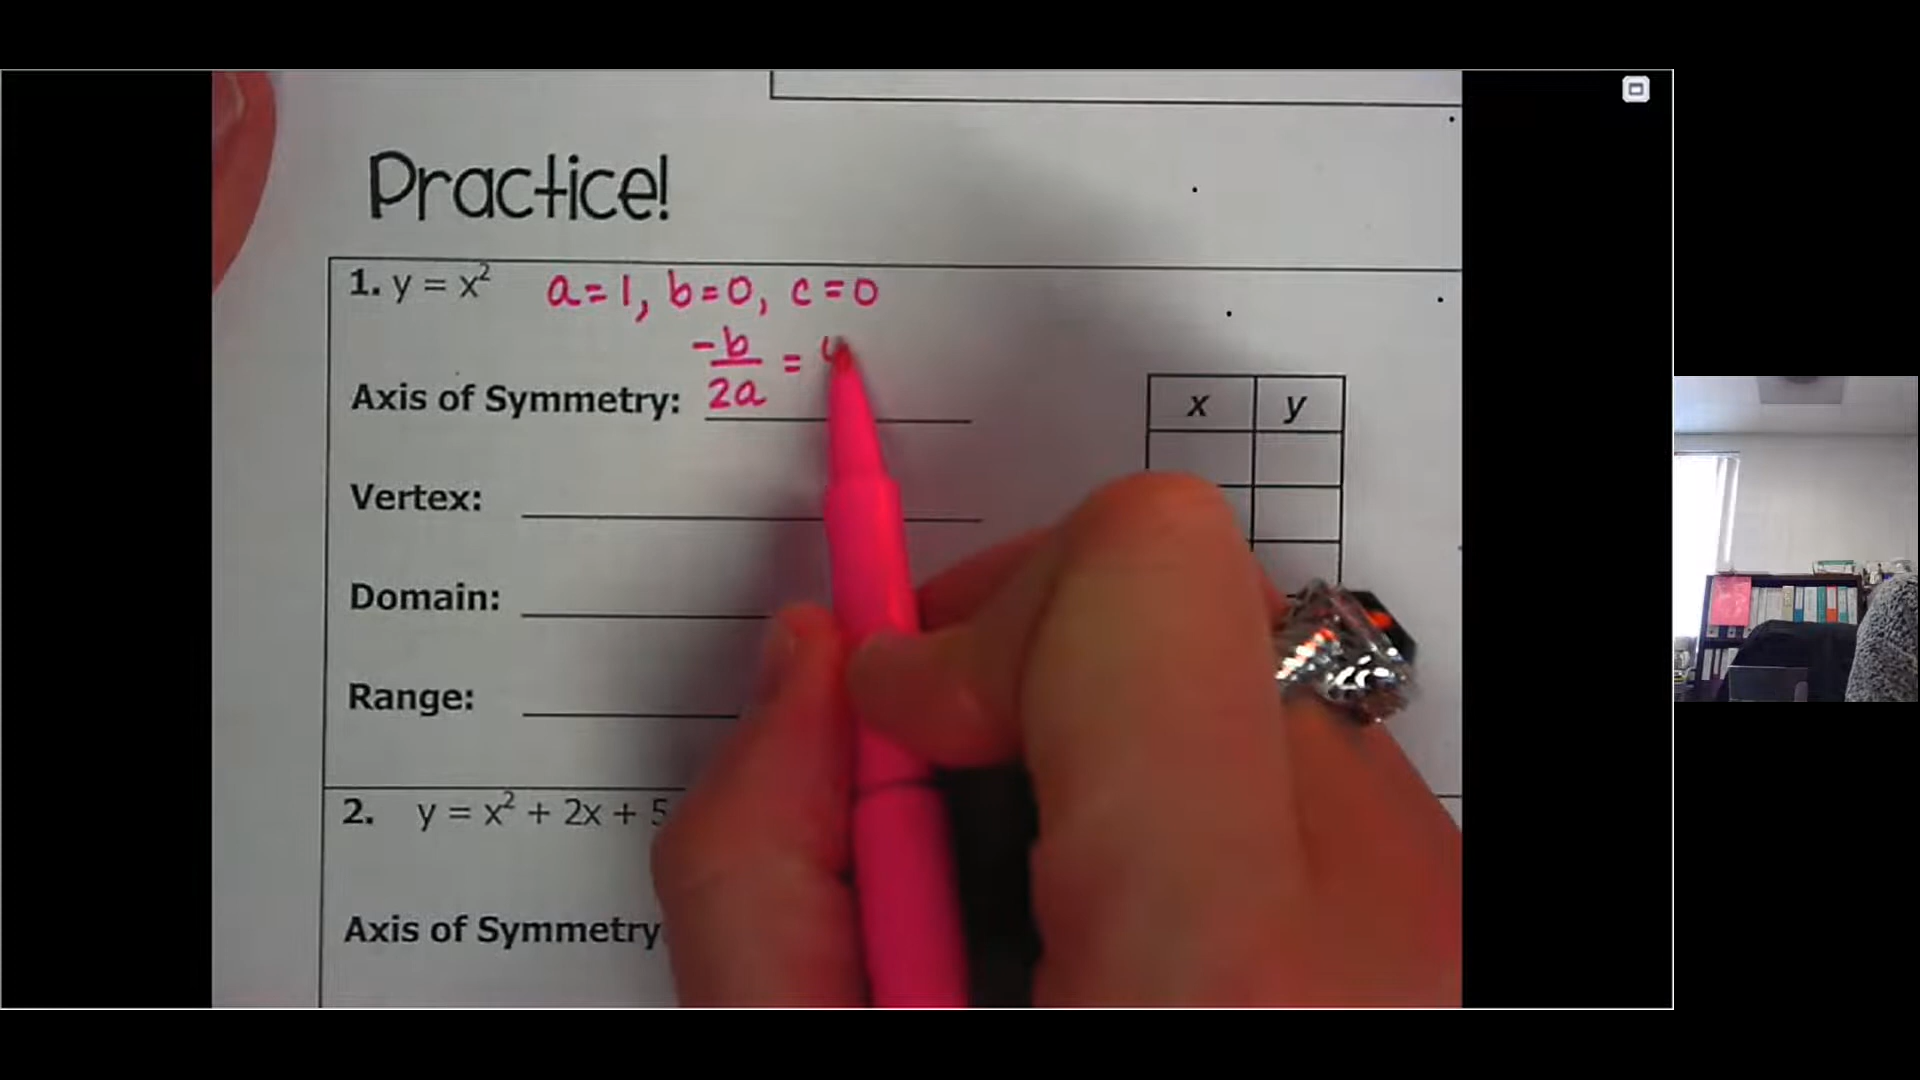 Practice!
1. y = x² a=1, b=0, c=0
Axis of Symmetry: -b/2a =
x y
Vertex:
Domain:
Range:
2. y = x² + 2x + 5
Axis of Symmetry